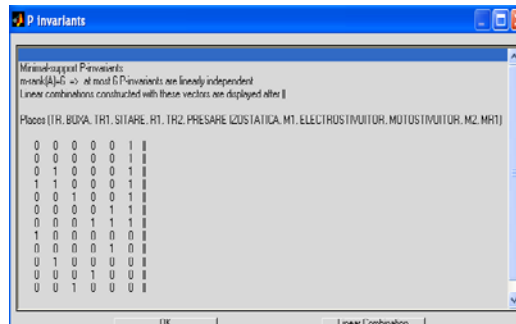 P invariants
Minimal-support P-invariants:
m-rank(A)=6 => at most 6 P-invariants are linearly independent
Linear combinations constructed with these vectors are displayed after ||
Places (TR, BOXA, TR1, SITARE, R1, TR2, PRESARE IZOSTATICA, M1, ELECTROSTIVUITOR, MOTOSTIVUITOR, M2, MR1)
0 0 0 0 0 1 ||
0 0 0 0 0 1 ||
0 1 0 0 0 1 ||
1 1 0 0 0 1 ||
0 0 1 0 0 1 ||
0 0 0 0 1 1 ||
0 0 0 1 1 1 ||
1 0 0 0 0 0 ||
0 0 0 0 1 0 ||
0 1 0 0 0 0 ||
0 0 0 1 0 0 ||
0 0 1 0 0 0 ||
OK Linear Combination